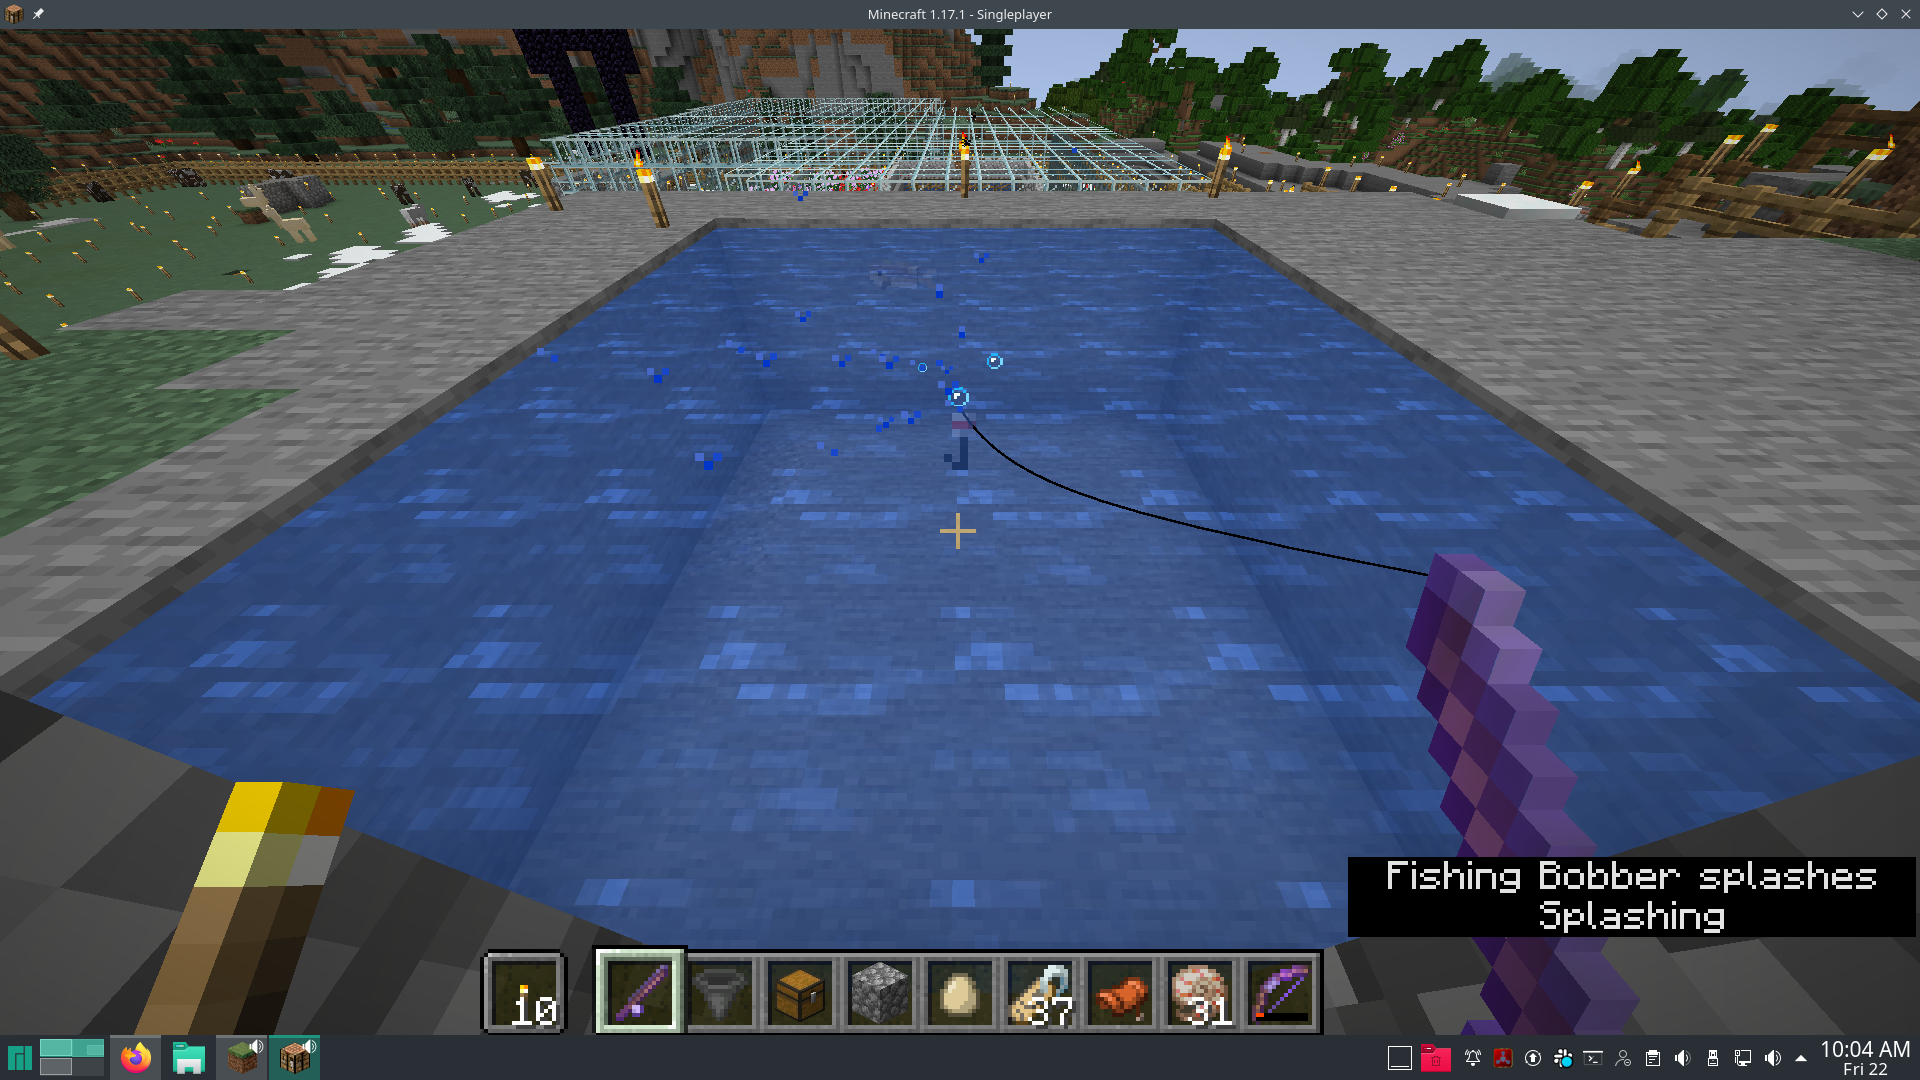 Minecraft 1.17.1 - Singleplayer
Fishing Bobber splashes
Splashing
10
37
31
10:04 AM
Fri 22